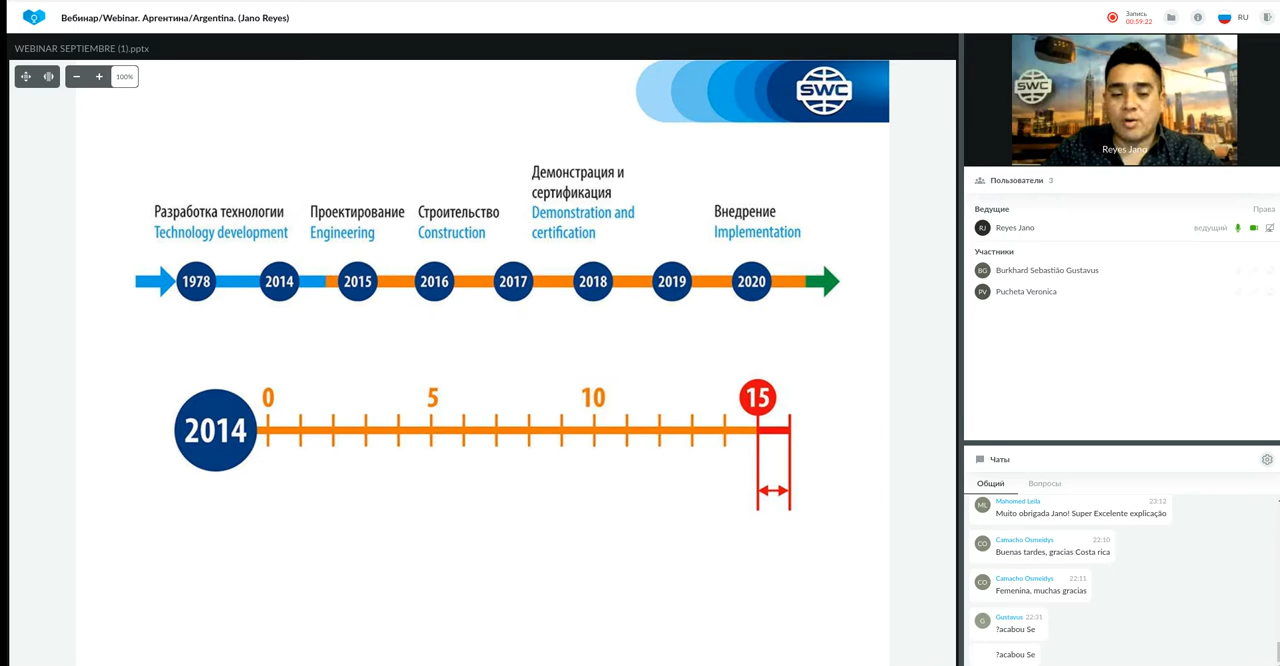 Вебинар/Webinar. Аргентина/Argentina. (Jano Reyes)
Запись
00:59:22
RU
WEBINAR SEPTIEMBRE (1).pptx
100%
SWC
Разработка технологии
Technology development
Проектирование
Engineering
Строительство
Construction
Демонстрация и
сертификация
Demonstration and
certification
Внедрение
Implementation
1978
2014
2015
2016
2017
2018
2019
2020
2014
0
5
10
15
SWC
Reyes Jano
Пользователи 3
Ведущие Права
RJ Reyes Jano ведущий
Участники
BG Burkhard Sebastião Gustavus
PV Pucheta Veronica
Чаты
Общий Вопросы
ML Mahomed Leila 23:12
Muito obrigada Jano! Super Excelente explicação
CO Camacho Osmeidys 22:10
Buenas tardes, gracias Costa rica
CO Camacho Osmeidys 22:11
Femenina, muchas gracias
G Gustavus 22:31
?acabou Se
?acabou Se